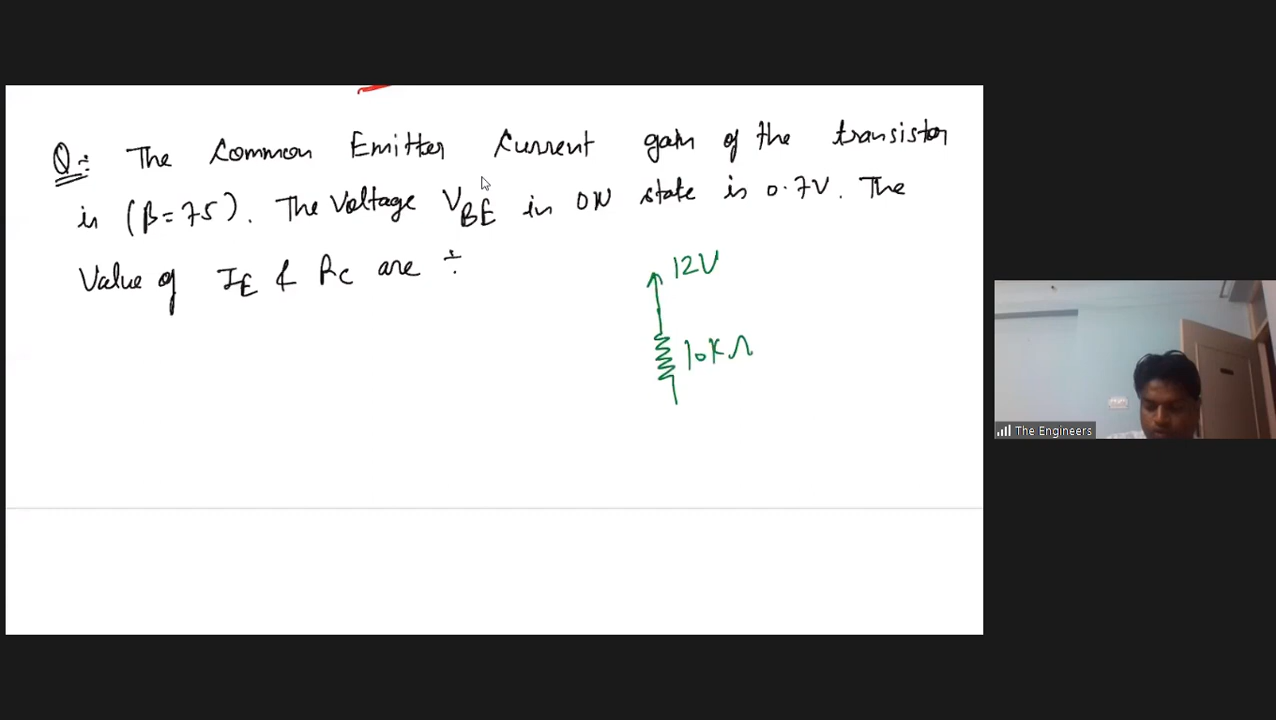 Q:- The Common Emitter Current gain of the transistor
is (β = 75). The Voltage VBE in ON state is 0.7V. The
Value of IE & RC are ÷
12V
10KΩ
The Engineers